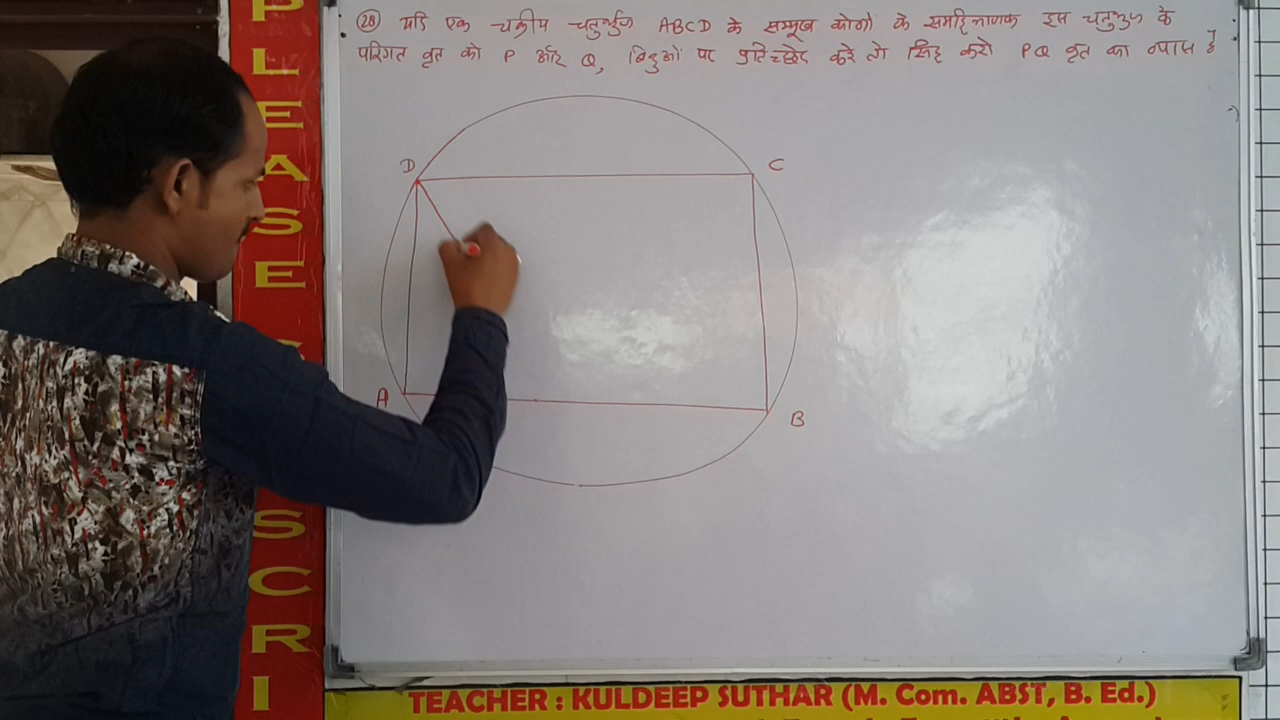 (28) यदि एक चक्रीय चतुर्भुज ABCD के सम्मुख कोणों के समद्विभाजक इस चतुर्भुज के
परिगत वृत को P और Q, बिंदुओं पर प्रतिच्छेद करे तो सिद्ध करो PQ वृत का व्यास है
D
C
A
B
PLEASE
SCRI
TEACHER : KULDEEP SUTHAR (M. Com. ABST, B. Ed.)